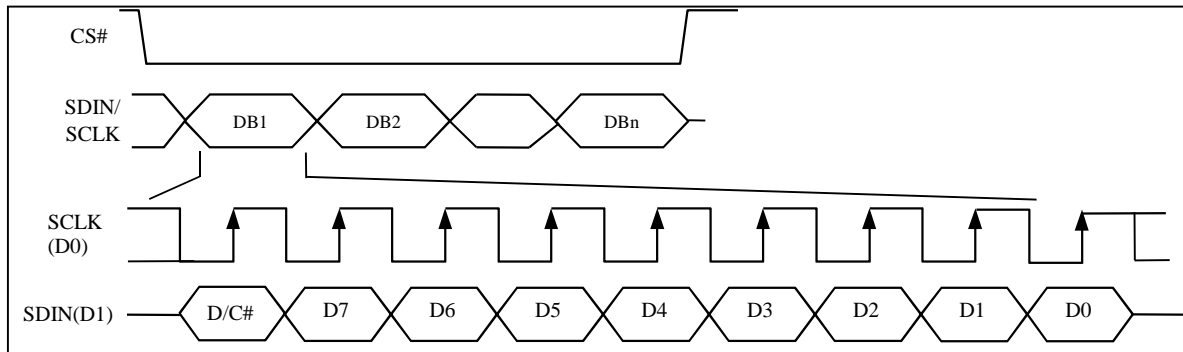 CS#
SDIN/
SCLK
DB1 DB2 DBn
SCLK
(D0)
SDIN(D1) D/C# D7 D6 D5 D4 D3 D2 D1 D0